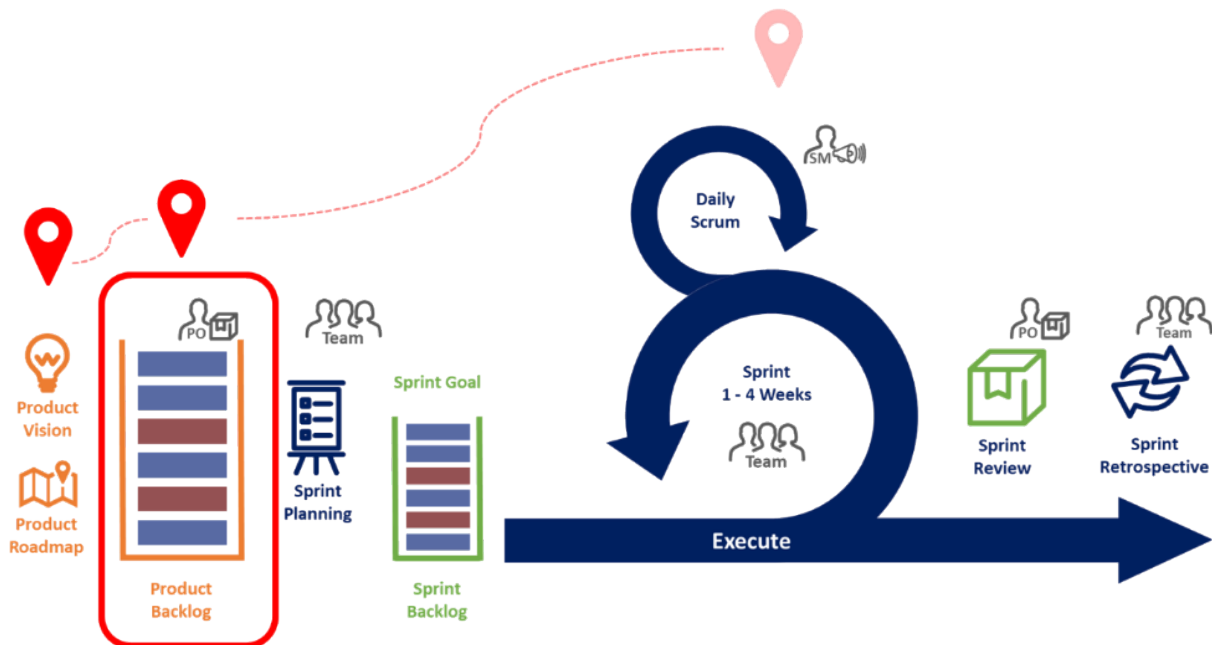 SM
Daily
Scrum
PO
Team
Product
Vision
Product
Roadmap
Product
Backlog
Sprint
Planning
Sprint Goal
Sprint
Backlog
Sprint
1 - 4 Weeks
Team
Execute
PO
Sprint
Review
Team
Sprint
Retrospective